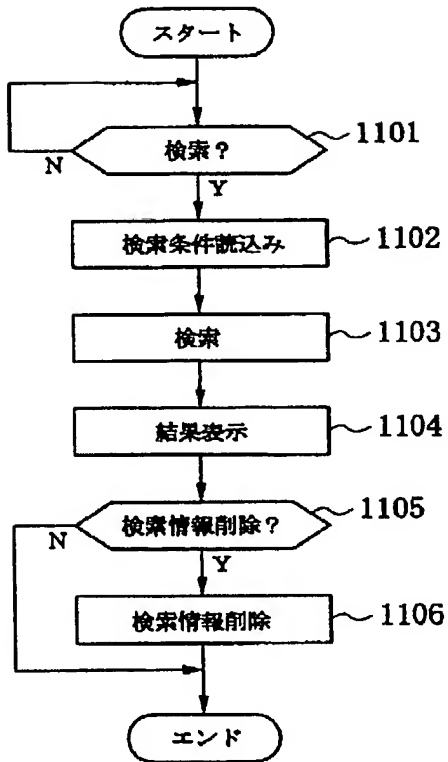 スタート
検索？
1101
N
Y
検索条件読込み
1102
検索
1103
結果表示
1104
検索情報削除？
1105
N
Y
検索情報削除
1106
エンド